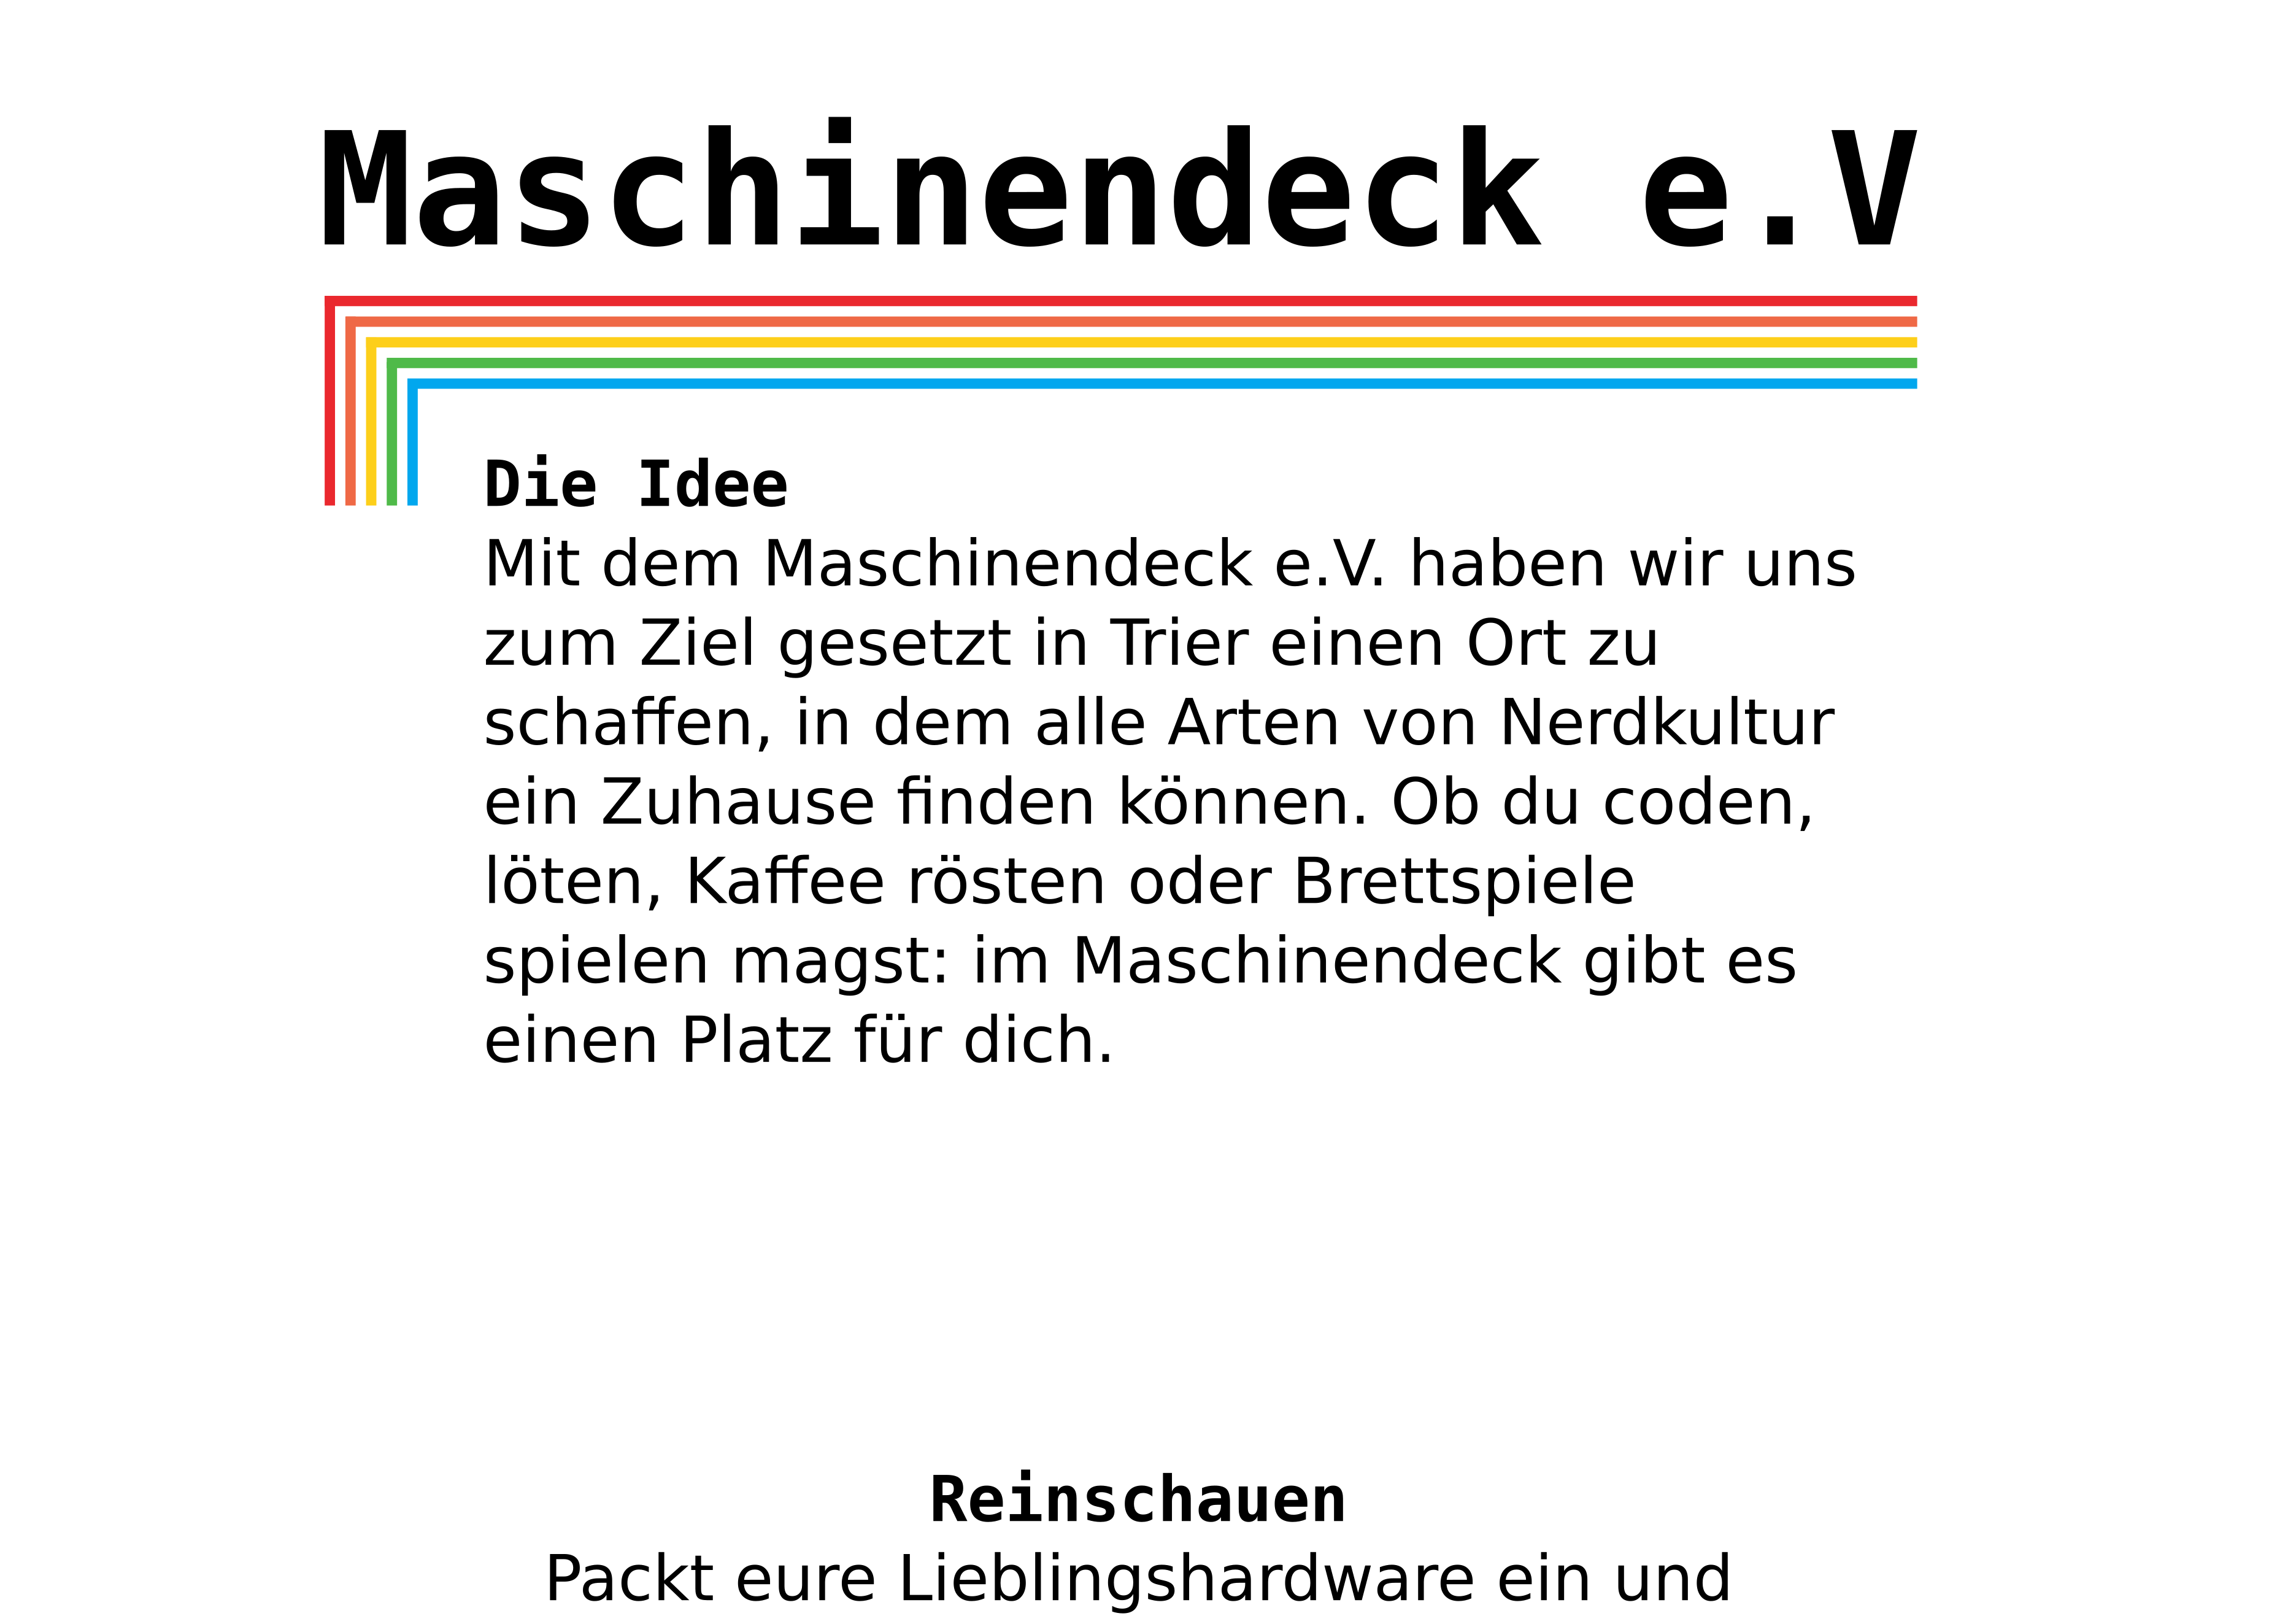 Maschinendeck e.V
Die Idee
Mit dem Maschinendeck e.V. haben wir uns
zum Ziel gesetzt in Trier einen Ort zu
schaffen, in dem alle Arten von Nerdkultur
ein Zuhause finden können. Ob du coden,
löten, Kaffee rösten oder Brettspiele
spielen magst: im Maschinendeck gibt es
einen Platz für dich.
Reinschauen
Packt eure Lieblingshardware ein und